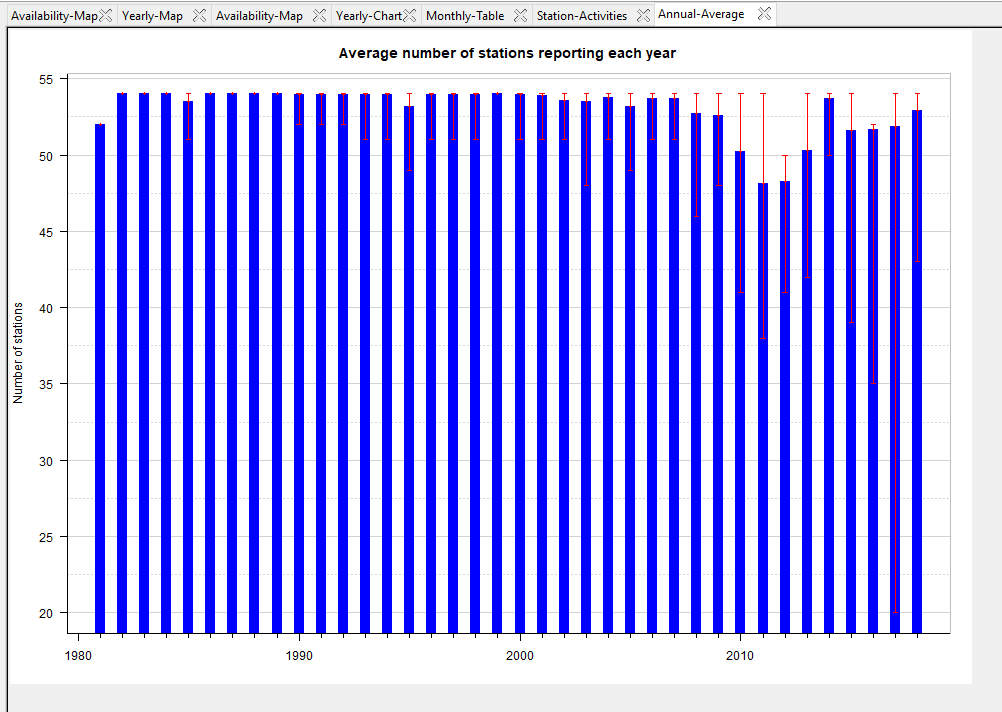 Availability-Map Yearly-Map Availability-Map Yearly-Chart Monthly-Table Station-Activities Annual-Average
Average number of stations reporting each year
Number of stations
55
50
45
40
35
30
25
20
1980 1990 2000 2010